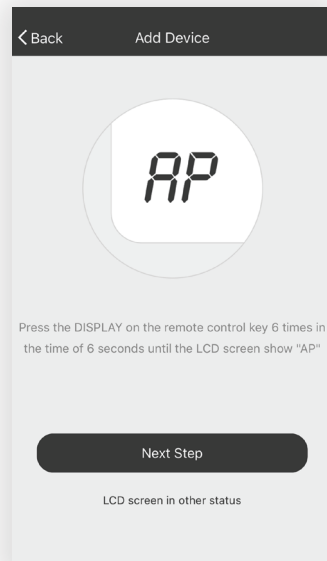 Back
Add Device
AP
Press the DISPLAY on the remote control key 6 times in
the time of 6 seconds until the LCD screen show "AP"
Next Step
LCD screen in other status